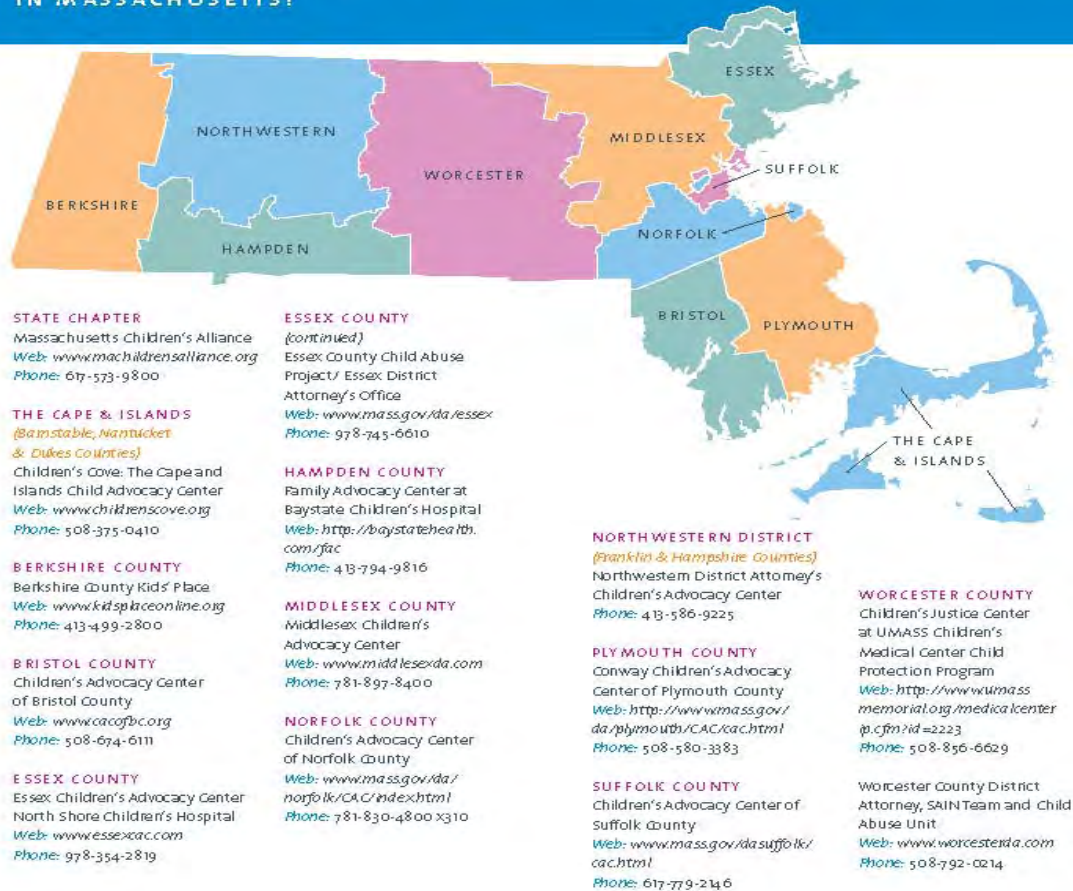 IN MASSACHUSETTS?
ESSEX
NORTHWESTERN
MIDDLESEX
WORCESTER
SUFFOLK
BERKSHIRE
NORFOLK
HAMPDEN
BRISTOL
PLYMOUTH
THE CAPE
& ISLANDS
STATE CHAPTER
Massachusetts Children's Alliance
Web: www.machildrensalliance.org
Phone: 617-573-9800
THE CAPE & ISLANDS
(Barnstable, Nantucket
& Dukes Counties)
Children's Cove: The Cape and
Islands Child Advocacy Center
Web: www.childrenscove.org
Phone: 508-375-0410
BERKSHIRE COUNTY
Berkshire County Kids' Place
Web: www.kidsplaceonline.org
Phone: 413-499-2800
BRISTOL COUNTY
Children's Advocacy Center
of Bristol County
Web: www.cacofbc.org
Phone: 508-674-6111
ESSEX COUNTY
Essex Children's Advocacy Center
North Shore Children's Hospital
Web: www.essexcac.com
Phone: 978-354-2819
ESSEX COUNTY
(continued)
Essex County Child Abuse
Project/ Essex District
Attorney's Office
Web: www.mass.gov/da/essex
Phone: 978-745-6610
HAMPDEN COUNTY
Family Advocacy Center at
Baystate Children's Hospital
Web: http://baystatehealth.
com/fac
Phone: 413-794-9816
MIDDLESEX COUNTY
Middlesex Children's
Advocacy Center
Web: www.middlesexda.com
Phone: 781-897-8400
NORFOLK COUNTY
Children's Advocacy Center
of Norfolk County
Web: www.mass.gov/da/
norfolk/CAC/index.html
Phone: 781-830-4800 x310
NORTHWESTERN DISTRICT
(Franklin & Hampshire Counties)
Northwestern District Attorney's
Children's Advocacy Center
Phone: 413-586-9225
PLYMOUTH COUNTY
Conway Children's Advocacy
Center of Plymouth County
Web: http://www.mass.gov/
da/plymouth/CAC/cac.html
Phone: 508-580-3383
SUFFOLK COUNTY
Children's Advocacy Center of
Suffolk County
Web: www.mass.gov/dasuffolk/
cac.html
Phone: 617-779-2146
WORCESTER COUNTY
Children's Justice Center
at UMASS Children's
Medical Center Child
Protection Program
Web: http://www.umass
memorial.org/medicalcenter
ip.cfm?id=2223
Phone: 508-856-6629
Worcester County District
Attorney, SAIN Team and Child
Abuse Unit
Web: www.worcesterda.com
Phone: 508-792-0214